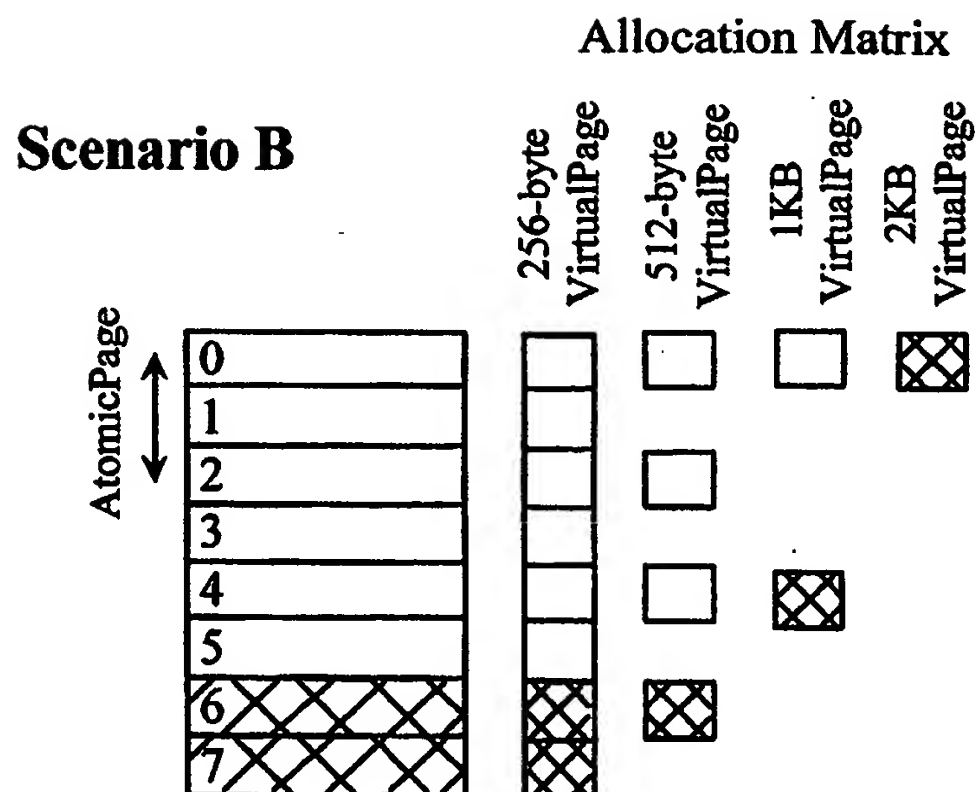 Allocation Matrix
Scenario B
256-byte
VirtualPage
512-byte
VirtualPage
1KB
VirtualPage
2KB
VirtualPage
AtomicPage
0
1
2
3
4
5
6
7